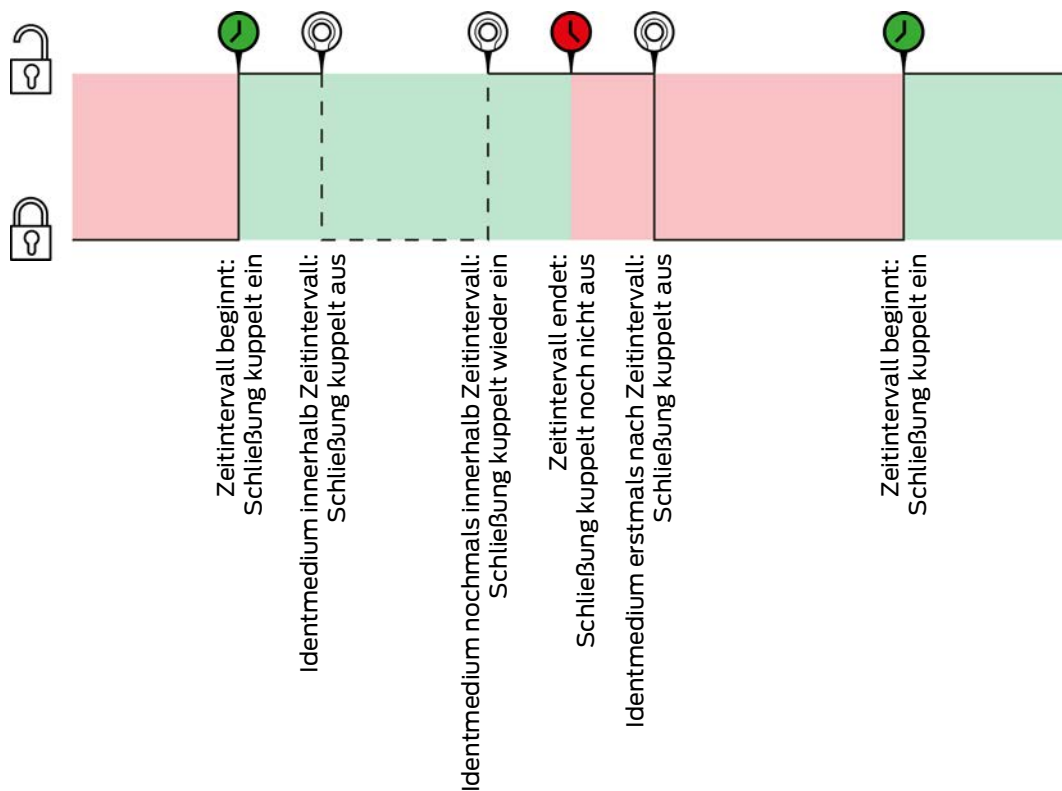 Zeitintervall beginnt:
Schließung kuppelt ein
Identmedium innerhalb Zeitintervall:
Schließung kuppelt aus
Identmedium nochmals innerhalb Zeitintervall:
Schließung kuppelt wieder ein
Zeitintervall endet:
Schließung kuppelt noch nicht aus
Identmedium erstmals nach Zeitintervall:
Schließung kuppelt aus
Zeitintervall beginnt:
Schließung kuppelt ein